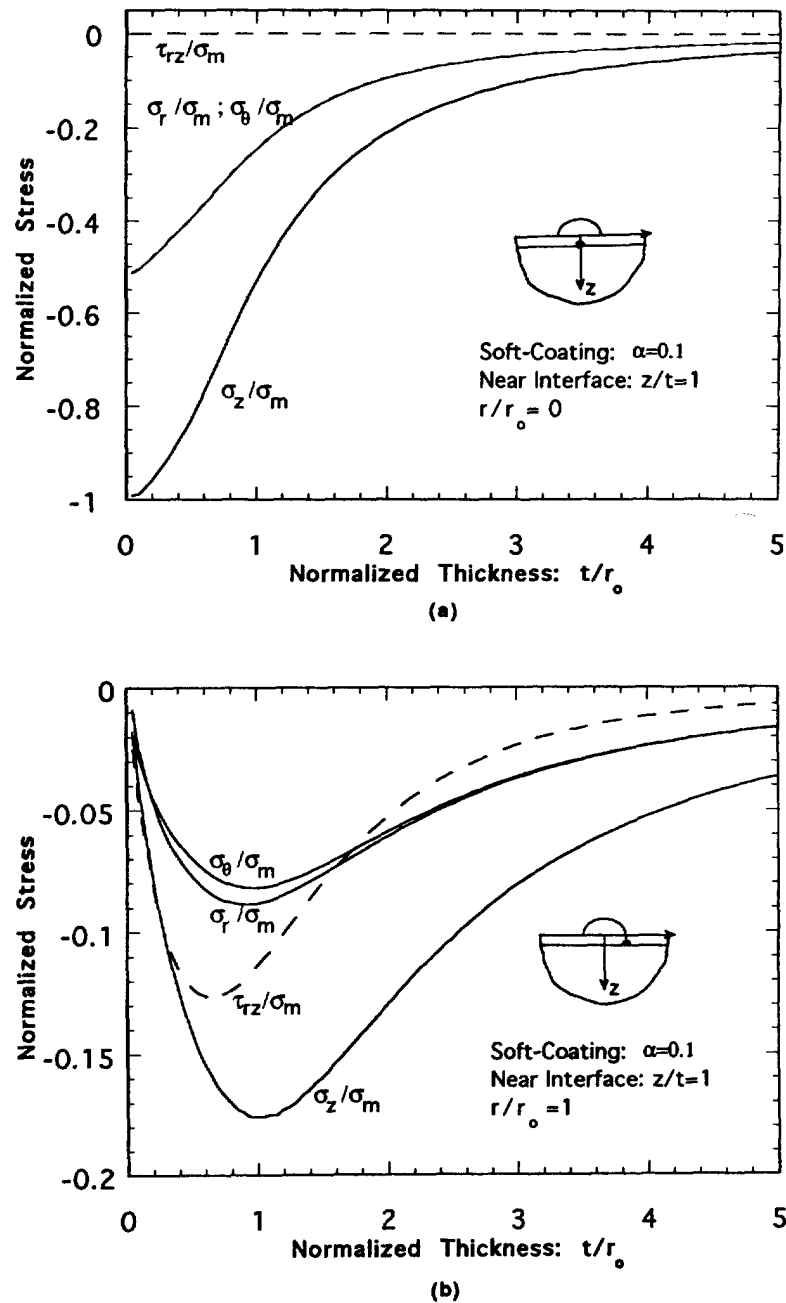 0
τrz/σm
σr/σm ; σθ/σm
-0.2
-0.4
-0.6
-0.8
-1
Normalized Stress
σz/σm
z
Soft-Coating: α=0.1
Near Interface: z/t=1
r/ro= 0
0 1 2 3 4 5
Normalized Thickness: t/ro
(a)
0
-0.05
-0.1
-0.15
-0.2
Normalized Stress
σθ/σm
σr/σm
τrz/σm
σz/σm
z
Soft-Coating: α=0.1
Near Interface: z/t=1
r/ro =1
0 1 2 3 4 5
Normalized Thickness: t/ro
(b)